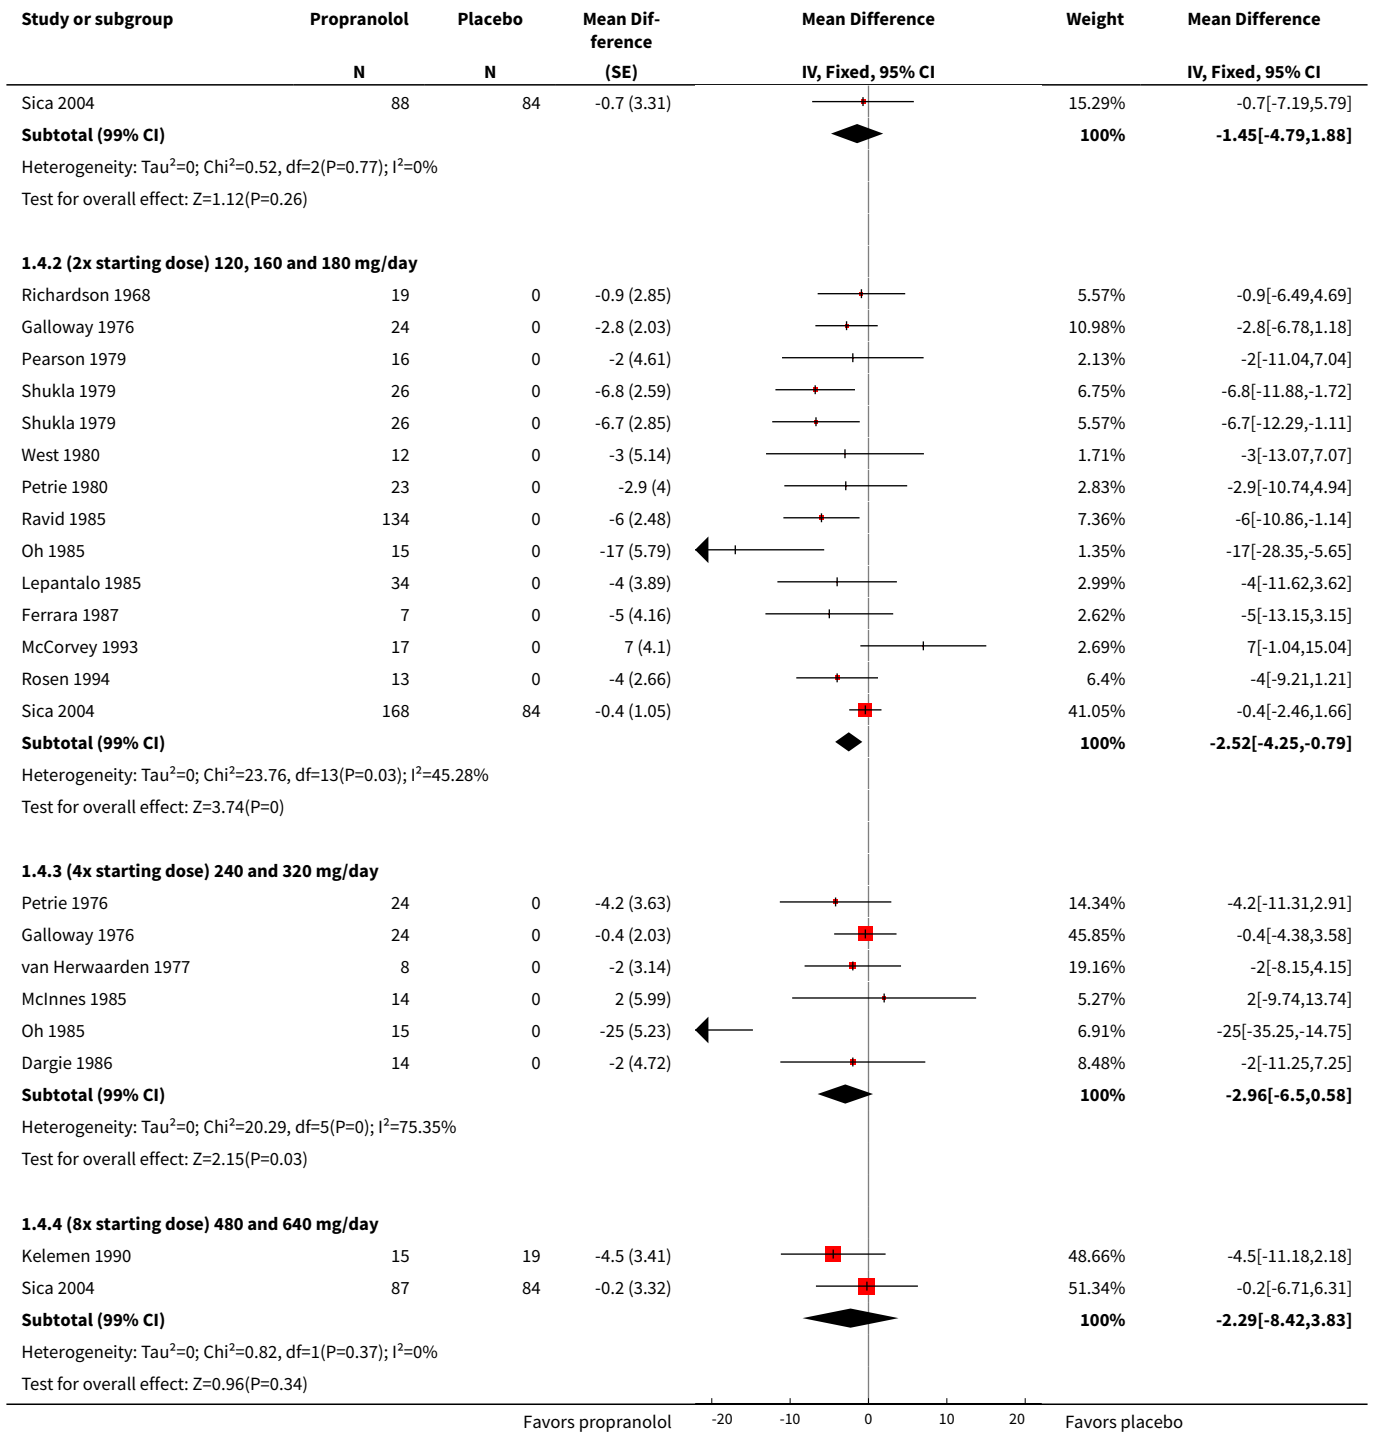 Study or subgroup Propranolol Placebo Mean Dif- Mean Difference Weight Mean Difference
ference
N N (SE) IV, Fixed, 95% CI IV, Fixed, 95% CI
Sica 2004 88 84 -0.7 (3.31) 15.29% -0.7[-7.19,5.79]
Subtotal (99% CI) 100% -1.45[-4.79,1.88]
Heterogeneity: Tau²=0; Chi²=0.52, df=2(P=0.77); I²=0%
Test for overall effect: Z=1.12(P=0.26)
1.4.2 (2x starting dose) 120, 160 and 180 mg/day
Richardson 1968 19 0 -0.9 (2.85) 5.57% -0.9[-6.49,4.69]
Galloway 1976 24 0 -2.8 (2.03) 10.98% -2.8[-6.78,1.18]
Pearson 1979 16 0 -2 (4.61) 2.13% -2[-11.04,7.04]
Shukla 1979 26 0 -6.8 (2.59) 6.75% -6.8[-11.88,-1.72]
Shukla 1979 26 0 -6.7 (2.85) 5.57% -6.7[-12.29,-1.11]
West 1980 12 0 -3 (5.14) 1.71% -3[-13.07,7.07]
Petrie 1980 23 0 -2.9 (4) 2.83% -2.9[-10.74,4.94]
Ravid 1985 134 0 -6 (2.48) 7.36% -6[-10.86,-1.14]
Oh 1985 15 0 -17 (5.79) 1.35% -17[-28.35,-5.65]
Lepantalo 1985 34 0 -4 (3.89) 2.99% -4[-11.62,3.62]
Ferrara 1987 7 0 -5 (4.16) 2.62% -5[-13.15,3.15]
McCorvey 1993 17 0 7 (4.1) 2.69% 7[-1.04,15.04]
Rosen 1994 13 0 -4 (2.66) 6.4% -4[-9.21,1.21]
Sica 2004 168 84 -0.4 (1.05) 41.05% -0.4[-2.46,1.66]
Subtotal (99% CI) 100% -2.52[-4.25,-0.79]
Heterogeneity: Tau²=0; Chi²=23.76, df=13(P=0.03); I²=45.28%
Test for overall effect: Z=3.74(P=0)
1.4.3 (4x starting dose) 240 and 320 mg/day
Petrie 1976 24 0 -4.2 (3.63) 14.34% -4.2[-11.31,2.91]
Galloway 1976 24 0 -0.4 (2.03) 45.85% -0.4[-4.38,3.58]
van Herwaarden 1977 8 0 -2 (3.14) 19.16% -2[-8.15,4.15]
McInnes 1985 14 0 2 (5.99) 5.27% 2[-9.74,13.74]
Oh 1985 15 0 -25 (5.23) 6.91% -25[-35.25,-14.75]
Dargie 1986 14 0 -2 (4.72) 8.48% -2[-11.25,7.25]
Subtotal (99% CI) 100% -2.96[-6.5,0.58]
Heterogeneity: Tau²=0; Chi²=20.29, df=5(P=0); I²=75.35%
Test for overall effect: Z=2.15(P=0.03)
1.4.4 (8x starting dose) 480 and 640 mg/day
Kelemen 1990 15 19 -4.5 (3.41) 48.66% -4.5[-11.18,2.18]
Sica 2004 87 84 -0.2 (3.32) 51.34% -0.2[-6.71,6.31]
Subtotal (99% CI) 100% -2.29[-8.42,3.83]
Heterogeneity: Tau²=0; Chi²=0.82, df=1(P=0.37); I²=0%
Test for overall effect: Z=0.96(P=0.34)
Favors propranolol -20 -10 0 10 20 Favors placebo